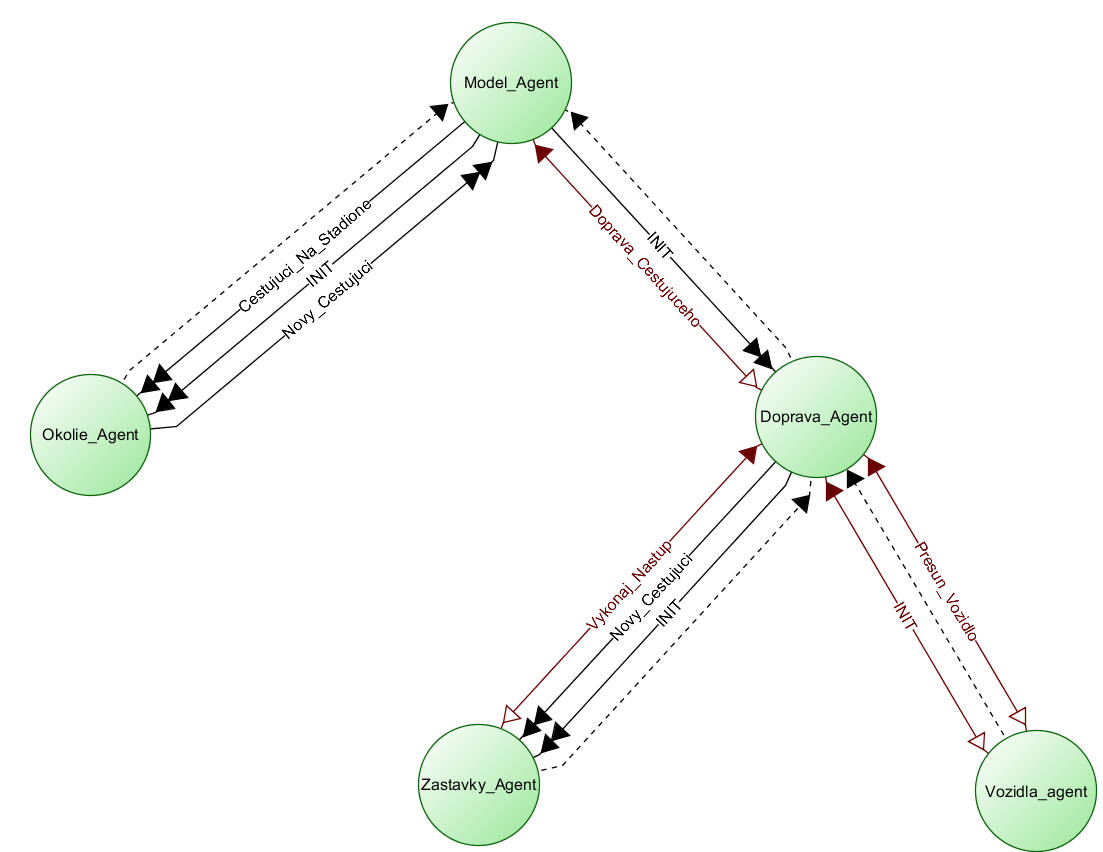 Model_Agent
Cestujuci_Na_Stadione
INIT
Novy_Cestujuci
INIT
Doprava_Cestujuceho
Okolie_Agent
Doprava_Agent
Vykonaj_Nastup
Novy_Cestujuci
INIT
INIT
Presun_Vozidlo
Zastavky_Agent
Vozidla_agent